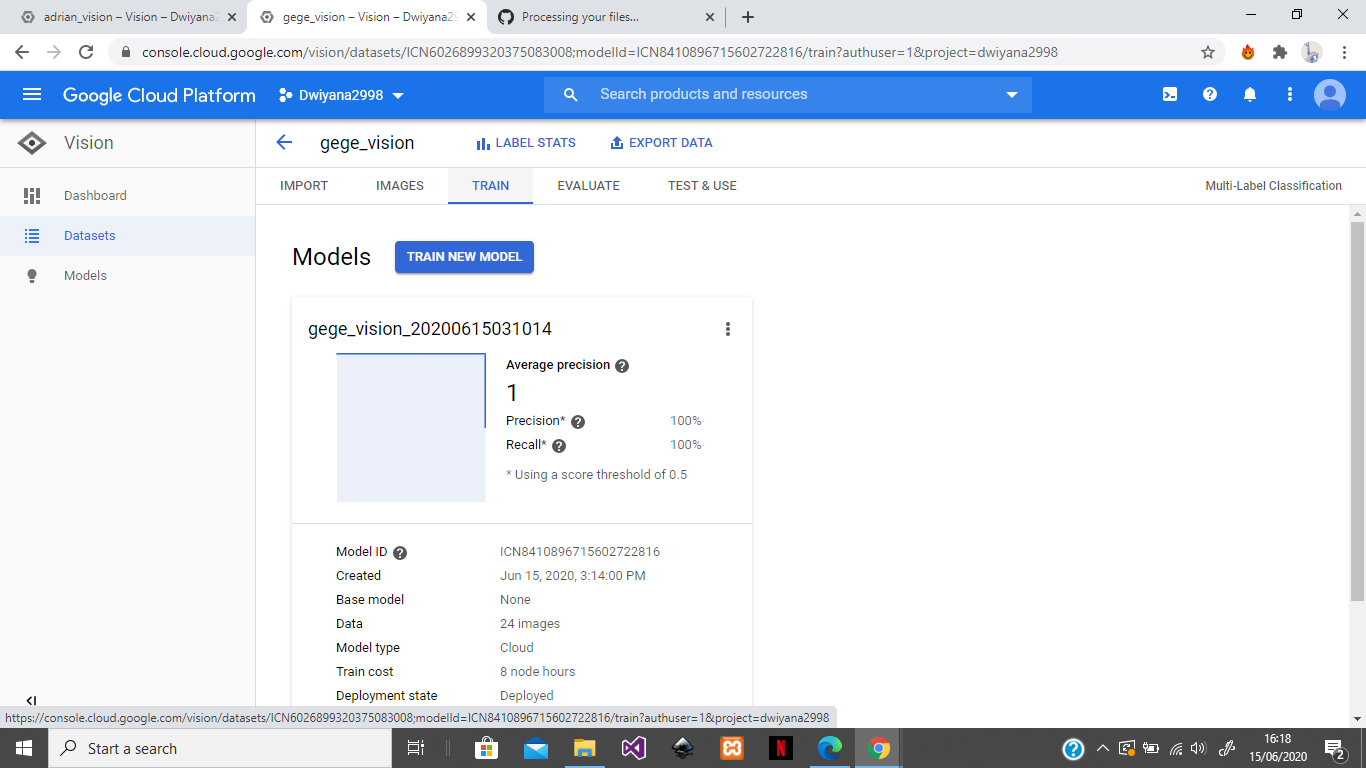 adrian_vision – Vision – Dwiyana2
gege_vision – Vision – Dwiyana29
Processing your files...
console.cloud.google.com/vision/datasets/ICN6026899320375083008;modelId=ICN8410896715602722816/train?authuser=1&project=dwiyana2998
Google Cloud Platform
Dwiyana2998
Search products and resources
Vision
gege_vision
LABEL STATS
EXPORT DATA
IMPORT
IMAGES
TRAIN
EVALUATE
TEST & USE
Multi-Label Classification
Dashboard
Datasets
Models
Models
TRAIN NEW MODEL
gege_vision_20200615031014
Average precision
1
Precision* 100%
Recall* 100%
* Using a score threshold of 0.5
Model ID ICN8410896715602722816
Created Jun 15, 2020, 3:14:00 PM
Base model None
Data 24 images
Model type Cloud
Train cost 8 node hours
Deployment state Deployed
https://console.cloud.google.com/vision/datasets/ICN6026899320375083008;modelId=ICN8410896715602722816/train?authuser=1&project=dwiyana2998
Start a search
16:18
15/06/2020
2